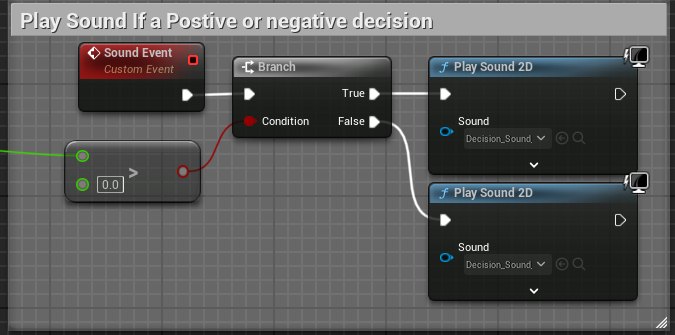 Play Sound If a Postive or negative decision
Sound Event
Custom Event
Branch
True
Condition
False
>
0.0
f Play Sound 2D
Sound
Decision_Sound_
f Play Sound 2D
Sound
Decision_Sound_